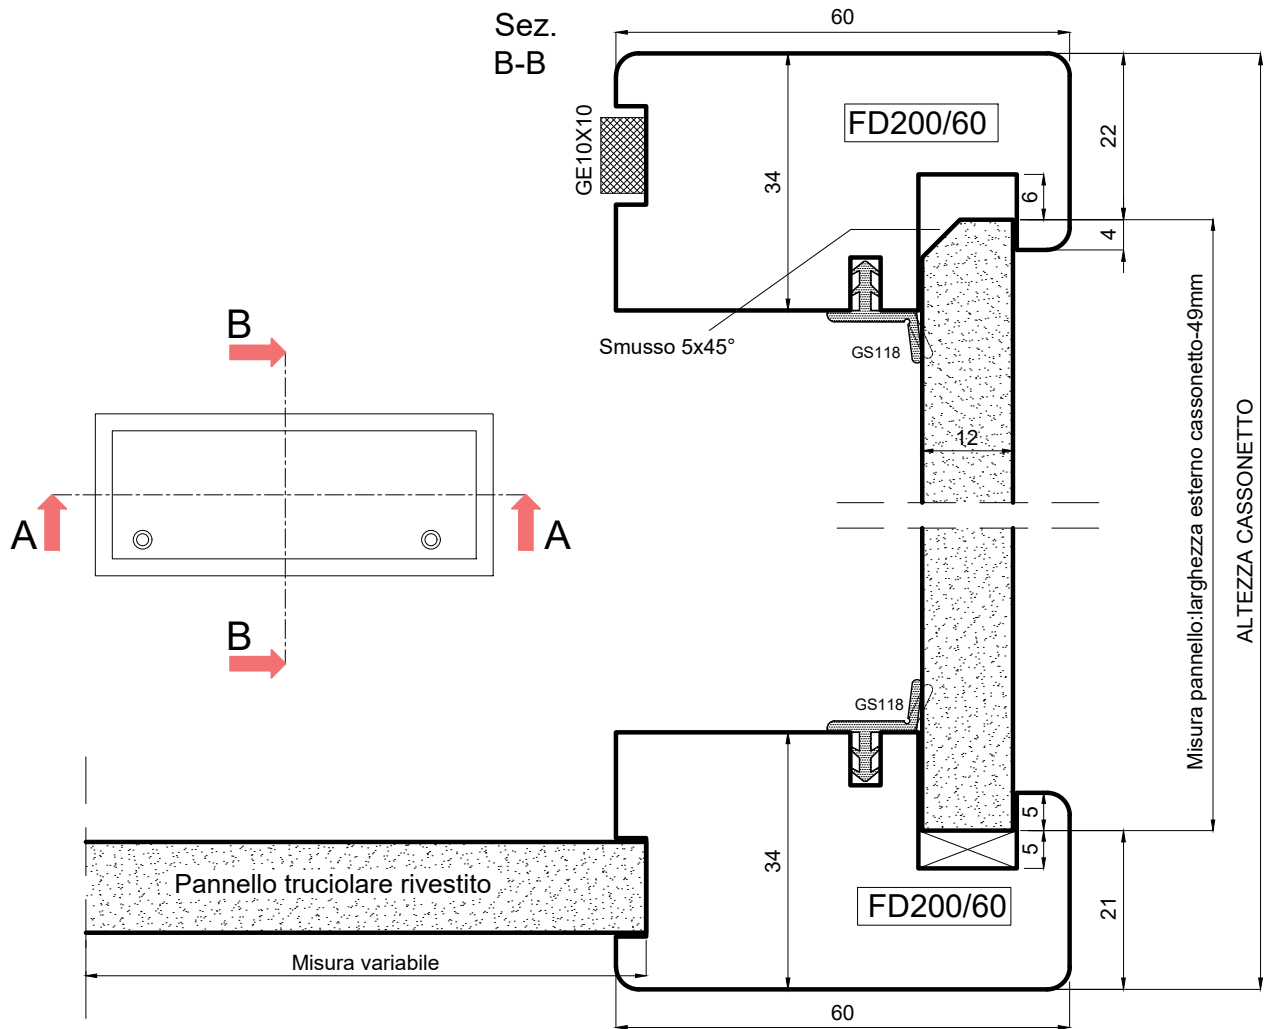 Sez.
B-B
60
GE10X10
FD200/60
34
22
6
4
Smusso 5x45°
GS118
B
12
A
A
B
Misura pannello:larghezza esterno cassonetto-49mm
ALTEZZA CASSONETTO
GS118
5
5
34
Pannello truciolare rivestito
FD200/60
21
Misura variabile
60